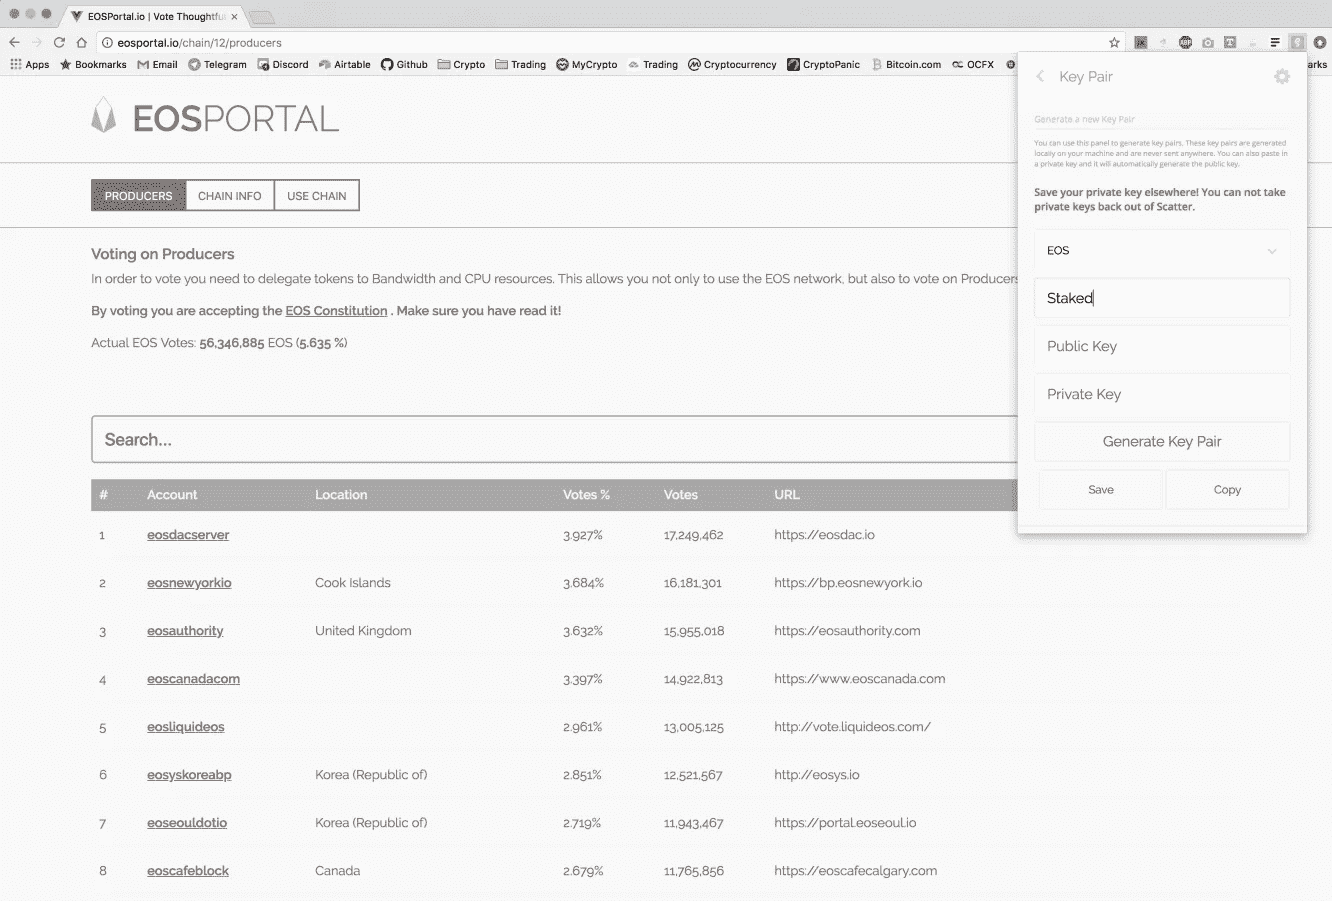 EOSPortal.io | Vote Thoughtfu
eosportal.io/chain/12/producers
Apps Bookmarks Email Telegram Discord Airtable Github Crypto Trading MyCrypto Trading Cryptocurrency CryptoPanic Bitcoin.com OCFX arks
EOSPORTAL
PRODUCERS CHAIN INFO USE CHAIN
Voting on Producers
In order to vote you need to delegate tokens to Bandwidth and CPU resources. This allows you not only to use the EOS network, but also to vote on Producers
By voting you are accepting the EOS Constitution . Make sure you have read it!
Actual EOS Votes: 56,346,885 EOS (5.635 %)
Search...
# Account Location Votes % Votes URL
1 eosdacserver 3.927% 17,249,462 https://eosdac.io
2 eosnewyorkio Cook Islands 3.684% 16,181,301 https://bp.eosnewyork.io
3 eosauthority United Kingdom 3.632% 15,955,018 https://eosauthority.com
4 eoscanadacom 3.397% 14,922,813 https://www.eoscanada.com
5 eosliquideos 2.961% 13,005,125 http://vote.liquideos.com/
6 eosyskoreabp Korea (Republic of) 2.851% 12,521,567 http://eosys.io
7 eoseouldotio Korea (Republic of) 2.719% 11,943,467 https://portal.eoseoul.io
8 eoscafeblock Canada 2.679% 11,765,856 https://eoscafecalgary.com
Key Pair
Generate a new Key Pair
You can use this panel to generate key pairs. These key pairs are generated
locally on your machine and are never sent anywhere. You can also paste in
a private key and it will automatically generate the public key.
Save your private key elsewhere! You can not take
private keys back out of Scatter.
EOS
Staked
Public Key
Private Key
Generate Key Pair
Save Copy